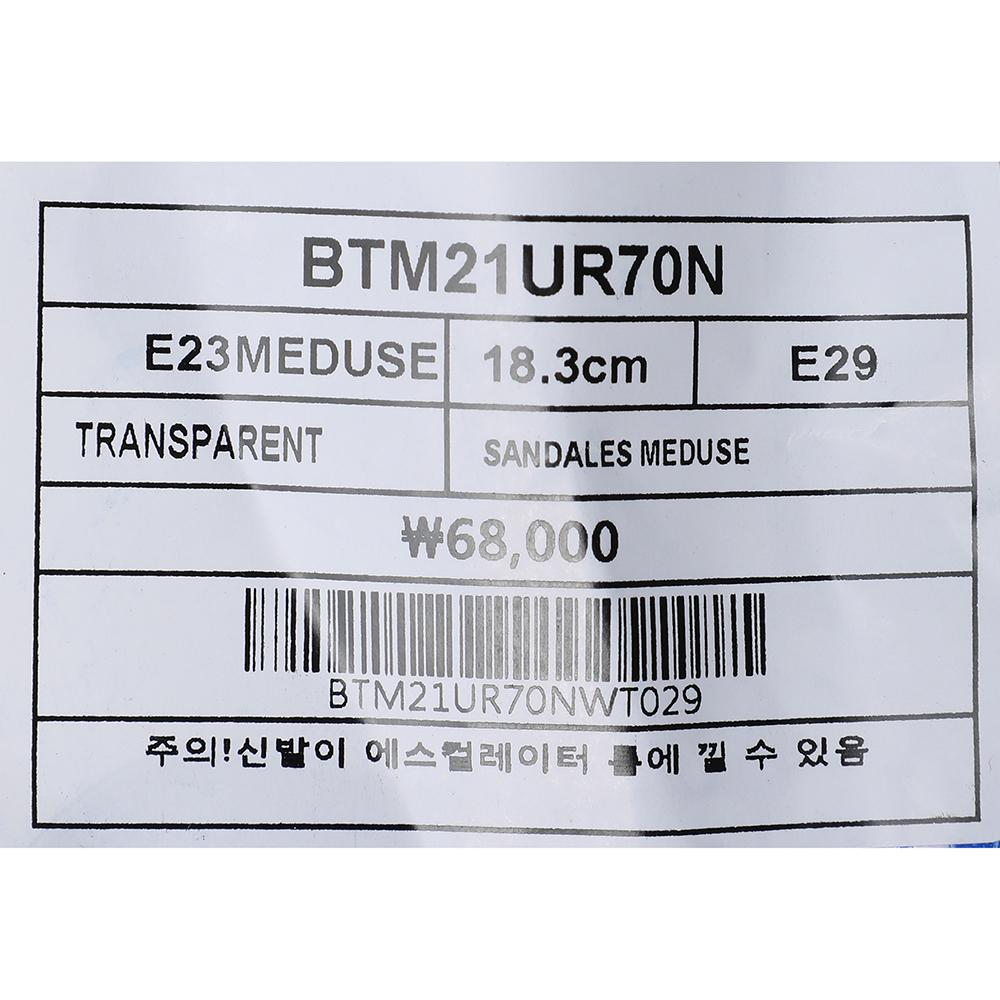 BTM21UR70N
E23MEDUSE 18.3cm E29
TRANSPARENT SANDALES MEDUSE
₩68,000
BTM21UR70NWT029
주의!신발이 에스컬레이터 틈에 낄 수 있음